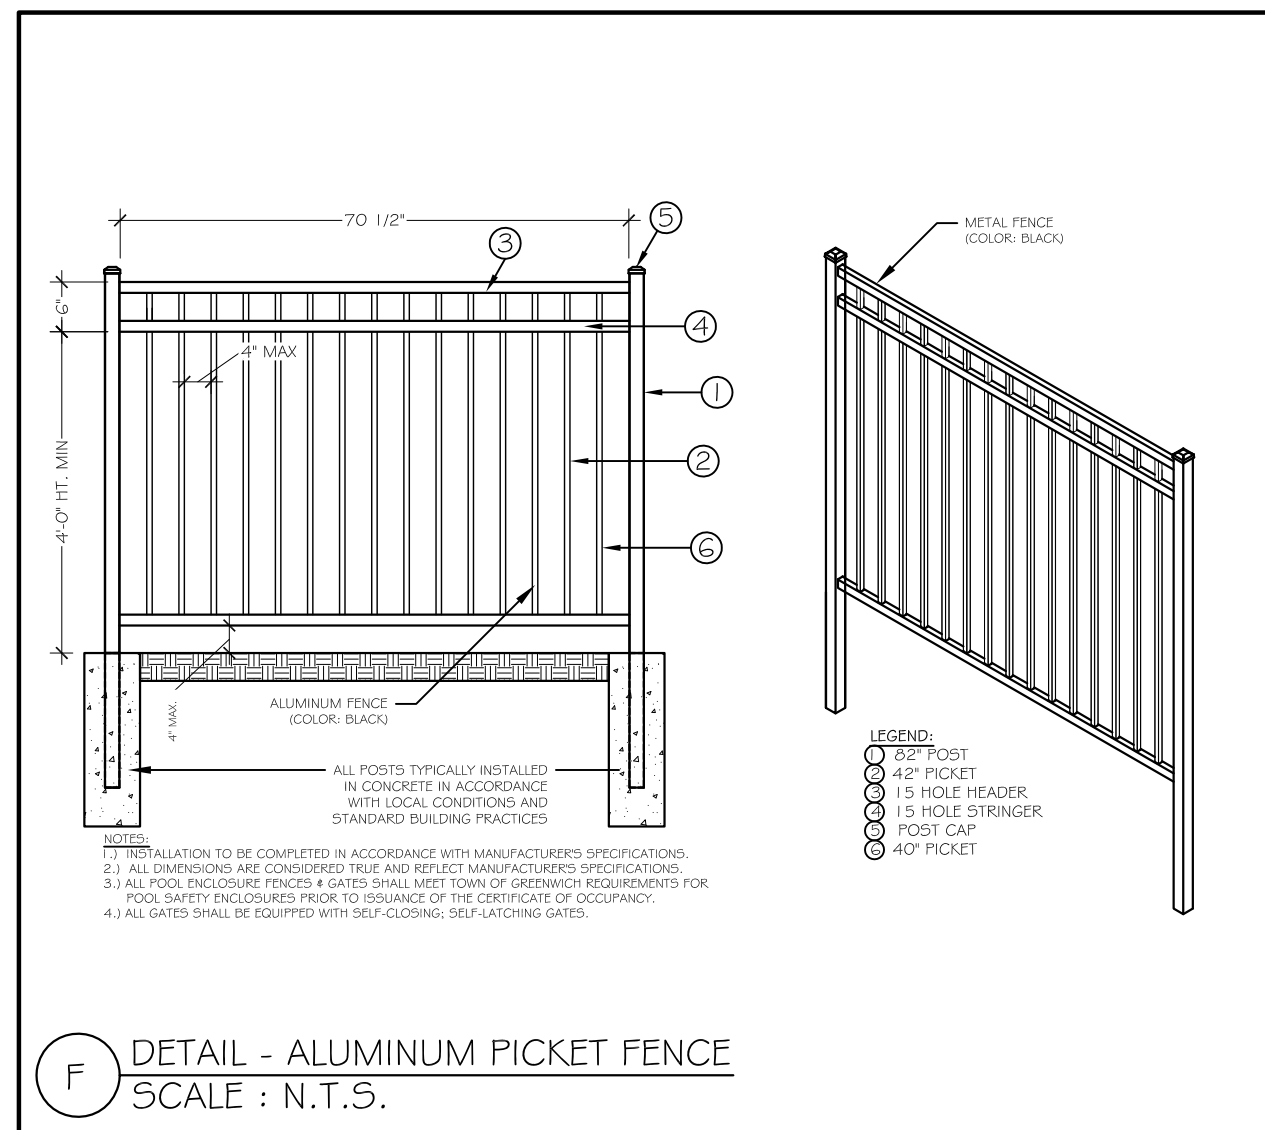 70 1/2"
5
3
METAL FENCE
(COLOR: BLACK)
6"
4
4" MAX
1
2
4'-0" HT. MIN
6
ALUMINUM FENCE
(COLOR: BLACK)
4" MAX.
ALL POSTS TYPICALLY INSTALLED
IN CONCRETE IN ACCORDANCE
WITH LOCAL CONDITIONS AND
STANDARD BUILDING PRACTICES
LEGEND:
1 82" POST
2 42" PICKET
3 15 HOLE HEADER
4 15 HOLE STRINGER
5 POST CAP
6 40" PICKET
NOTES:
1.) INSTALLATION TO BE COMPLETED IN ACCORDANCE WITH MANUFACTURER'S SPECIFICATIONS.
2.) ALL DIMENSIONS ARE CONSIDERED TRUE AND REFLECT MANUFACTURER'S SPECIFICATIONS.
3.) ALL POOL ENCLOSURE FENCES & GATES SHALL MEET TOWN OF GREENWICH REQUIREMENTS FOR
POOL SAFETY ENCLOSURES PRIOR TO ISSUANCE OF THE CERTIFICATE OF OCCUPANCY.
4.) ALL GATES SHALL BE EQUIPPED WITH SELF-CLOSING; SELF-LATCHING GATES.
F
DETAIL - ALUMINUM PICKET FENCE
SCALE : N.T.S.